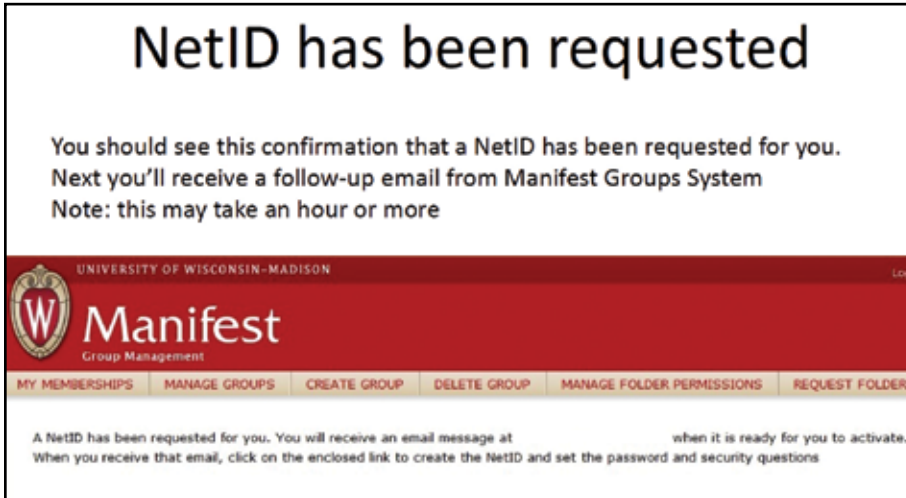 NetID has been requested
You should see this confirmation that a NetID has been requested for you.
Next you'll receive a follow-up email from Manifest Groups System
Note: this may take an hour or more
UNIVERSITY OF WISCONSIN–MADISON
Lo
W
Manifest
Group Management
MY MEMBERSHIPS MANAGE GROUPS CREATE GROUP DELETE GROUP MANAGE FOLDER PERMISSIONS REQUEST FOLDER
A NetID has been requested for you. You will receive an email message at when it is ready for you to activate.
When you receive that email, click on the enclosed link to create the NetID and set the password and security questions